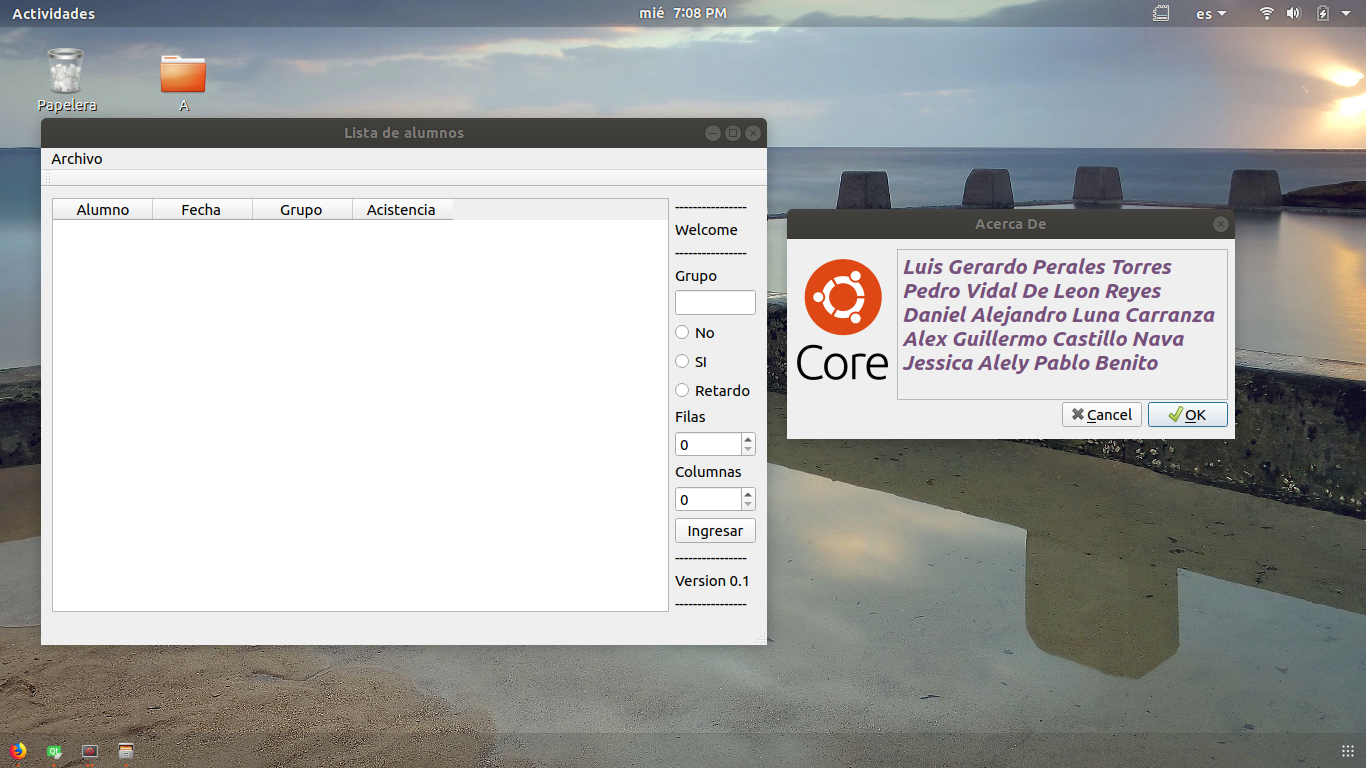 Actividades
mié 7:08 PM
es
Papelera
A
Lista de alumnos
Archivo
Alumno Fecha Grupo Acistencia
----------------
Welcome
----------------
Grupo
No
SI
Retardo
Filas
0
Columnas
0
Ingresar
----------------
Version 0.1
----------------
Acerca De
Core
Luis Gerardo Perales Torres
Pedro Vidal De Leon Reyes
Daniel Alejandro Luna Carranza
Alex Guillermo Castillo Nava
Jessica Alely Pablo Benito
Cancel OK
Qt